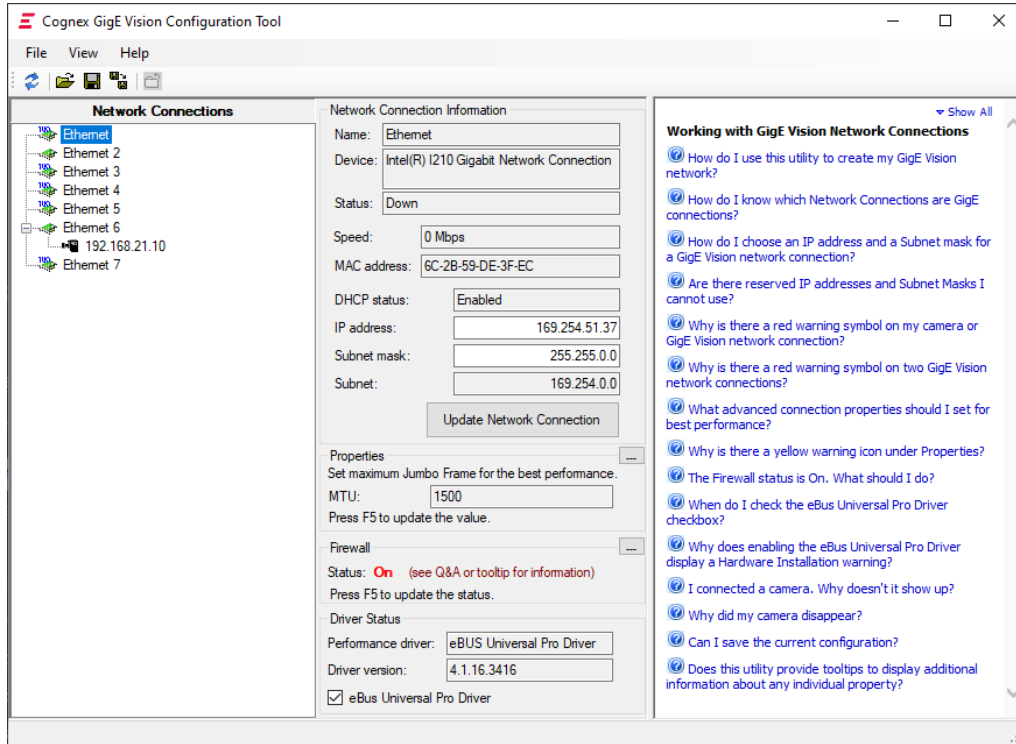 Cognex GigE Vision Configuration Tool
File View Help
Network Connections
Ethernet
Ethernet 2
Ethernet 3
Ethernet 4
Ethernet 5
Ethernet 6
192.168.21.10
Ethernet 7
Network Connection Information
Name: Ethernet
Device: Intel(R) I210 Gigabit Network Connection
Status: Down
Speed: 0 Mbps
MAC address: 6C-2B-59-DE-3F-EC
DHCP status: Enabled
IP address: 169.254.51.37
Subnet mask: 255.255.0.0
Subnet: 169.254.0.0
Update Network Connection
Properties ...
Set maximum Jumbo Frame for the best performance.
MTU: 1500
Press F5 to update the value.
Firewall ...
Status: On (see Q&A or tooltip for information)
Press F5 to update the status.
Driver Status
Performance driver: eBUS Universal Pro Driver
Driver version: 4.1.16.3416
eBus Universal Pro Driver
Show All
Working with GigE Vision Network Connections
How do I use this utility to create my GigE Vision
network?
How do I know which Network Connections are GigE
connections?
How do I choose an IP address and a Subnet mask for
a GigE Vision network connection?
Are there reserved IP addresses and Subnet Masks I
cannot use?
Why is there a red warning symbol on my camera or
GigE Vision network connection?
Why is there a red warning symbol on two GigE Vision
network connections?
What advanced connection properties should I set for
best performance?
Why is there a yellow warning icon under Properties?
The Firewall status is On. What should I do?
When do I check the eBus Universal Pro Driver
checkbox?
Why does enabling the eBus Universal Pro Driver
display a Hardware Installation warning?
I connected a camera. Why doesn't it show up?
Why did my camera disappear?
Can I save the current configuration?
Does this utility provide tooltips to display additional
information about any individual property?